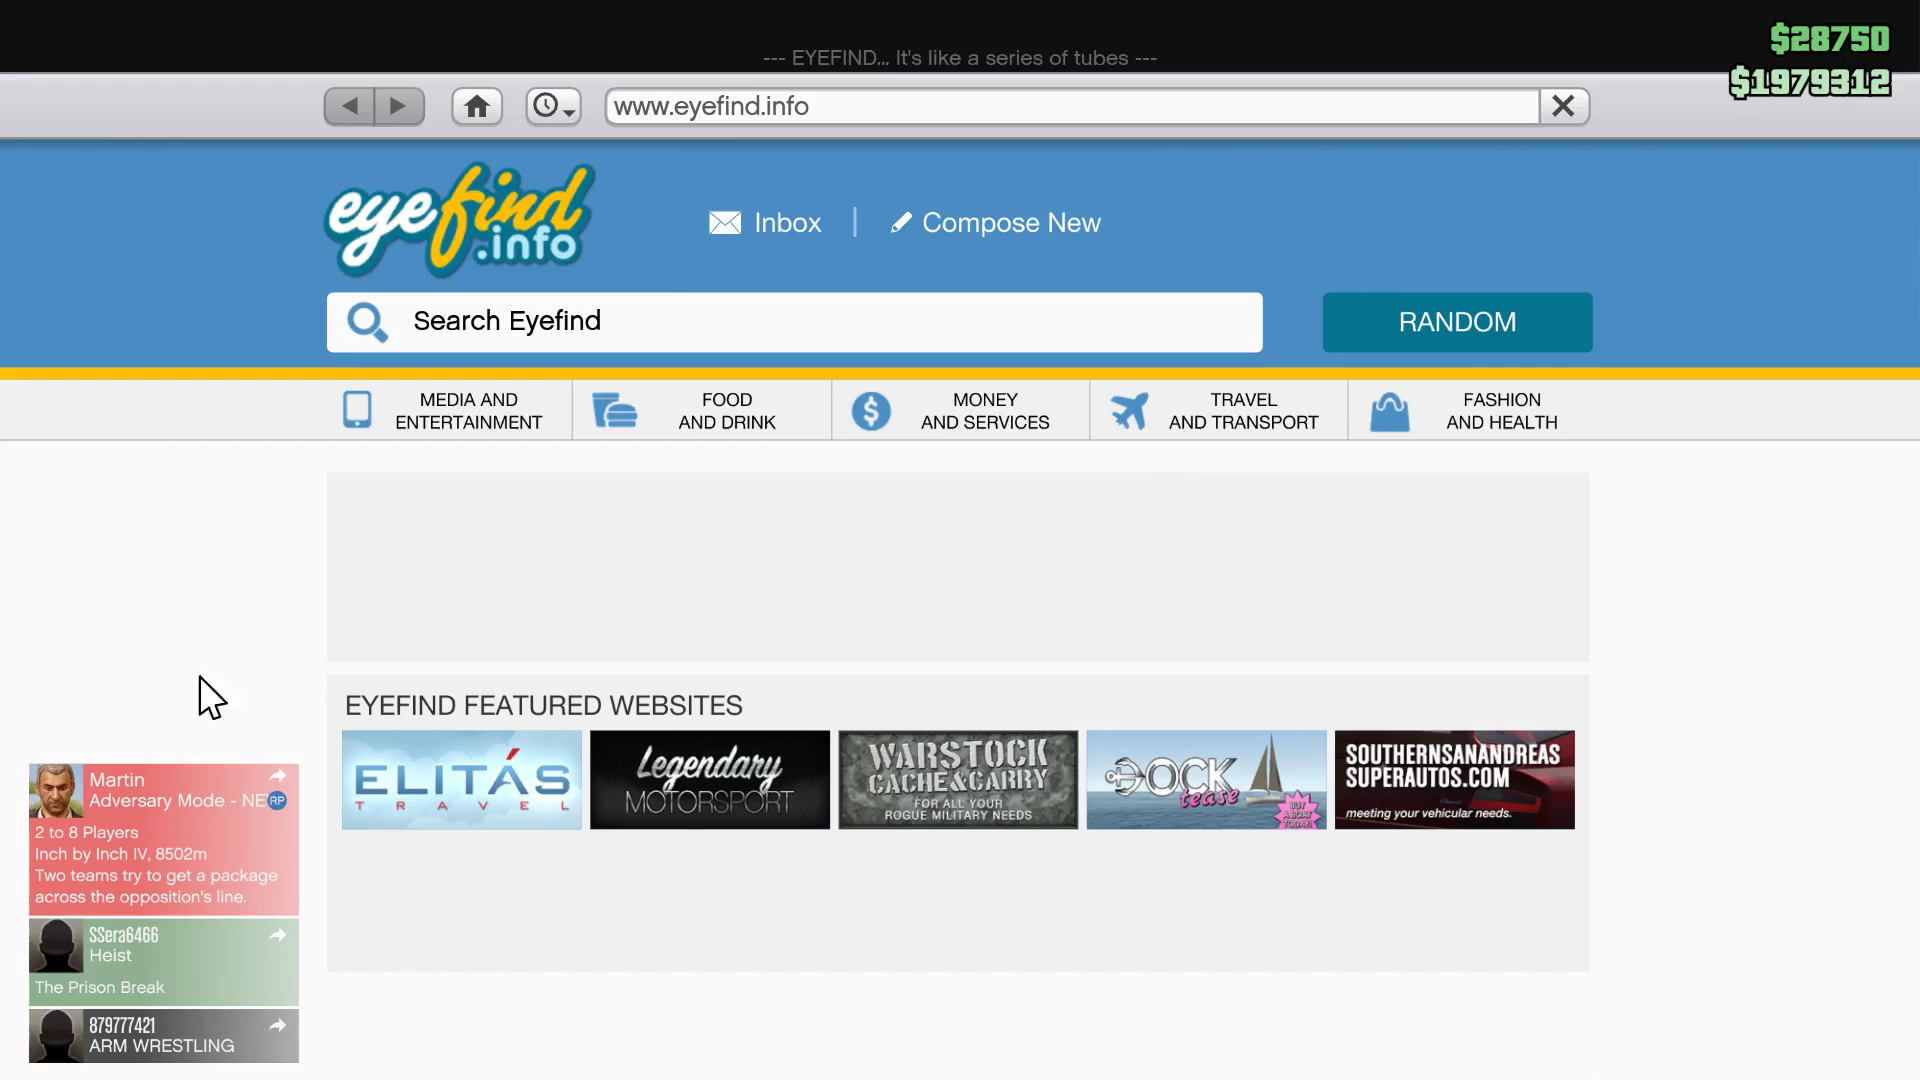 $28750
--- EYEFIND... It's like a series of tubes ---
$1979312
www.eyefind.info
eyefind
.info
Inbox
Compose New
Search Eyefind
RANDOM
MEDIA AND
ENTERTAINMENT
FOOD
AND DRINK
MONEY
AND SERVICES
TRAVEL
AND TRANSPORT
FASHION
AND HEALTH
EYEFIND FEATURED WEBSITES
ELITÁS
TRAVEL
Legendary
MOTORSPORT
WARSTOCK
CACHE&CARRY
FOR ALL YOUR
ROGUE MILITARY NEEDS
DOCK
tease
BUY
A BOAT
TODAY!
SOUTHERNSANANDREAS
SUPERAUTOS.COM
meeting your vehicular needs.
Martin
Adversary Mode - NE
RP
2 to 8 Players
Inch by Inch IV, 8502m
Two teams try to get a package
across the opposition's line.
SSera6466
Heist
The Prison Break
879777421
ARM WRESTLING